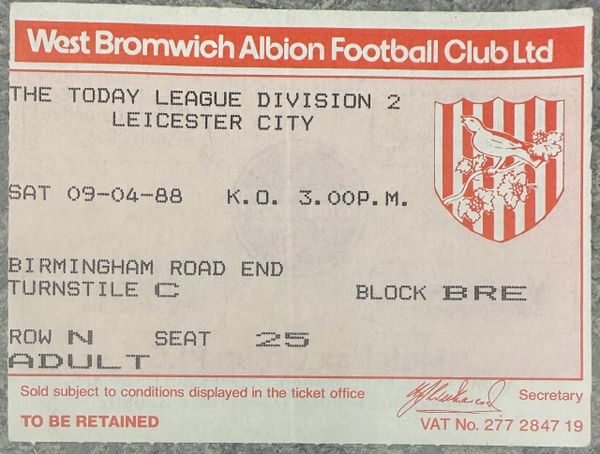 West Bromwich Albion Football Club Ltd
THE TODAY LEAGUE DIVISION 2
LEICESTER CITY
SAT 09-04-88 K.O. 3.00P.M.
BIRMINGHAM ROAD END
TURNSTILE C BLOCK BRE
ROW N SEAT 25
ADULT
Sold subject to conditions displayed in the ticket office Secretary
TO BE RETAINED VAT No. 277 2847 19